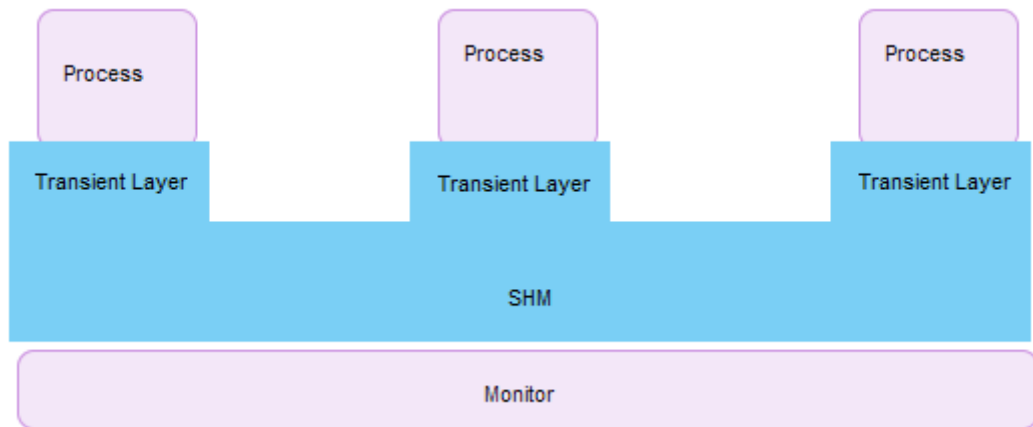 Process
Process
Process
Transient Layer
Transient Layer
Transient Layer
SHM
Monitor